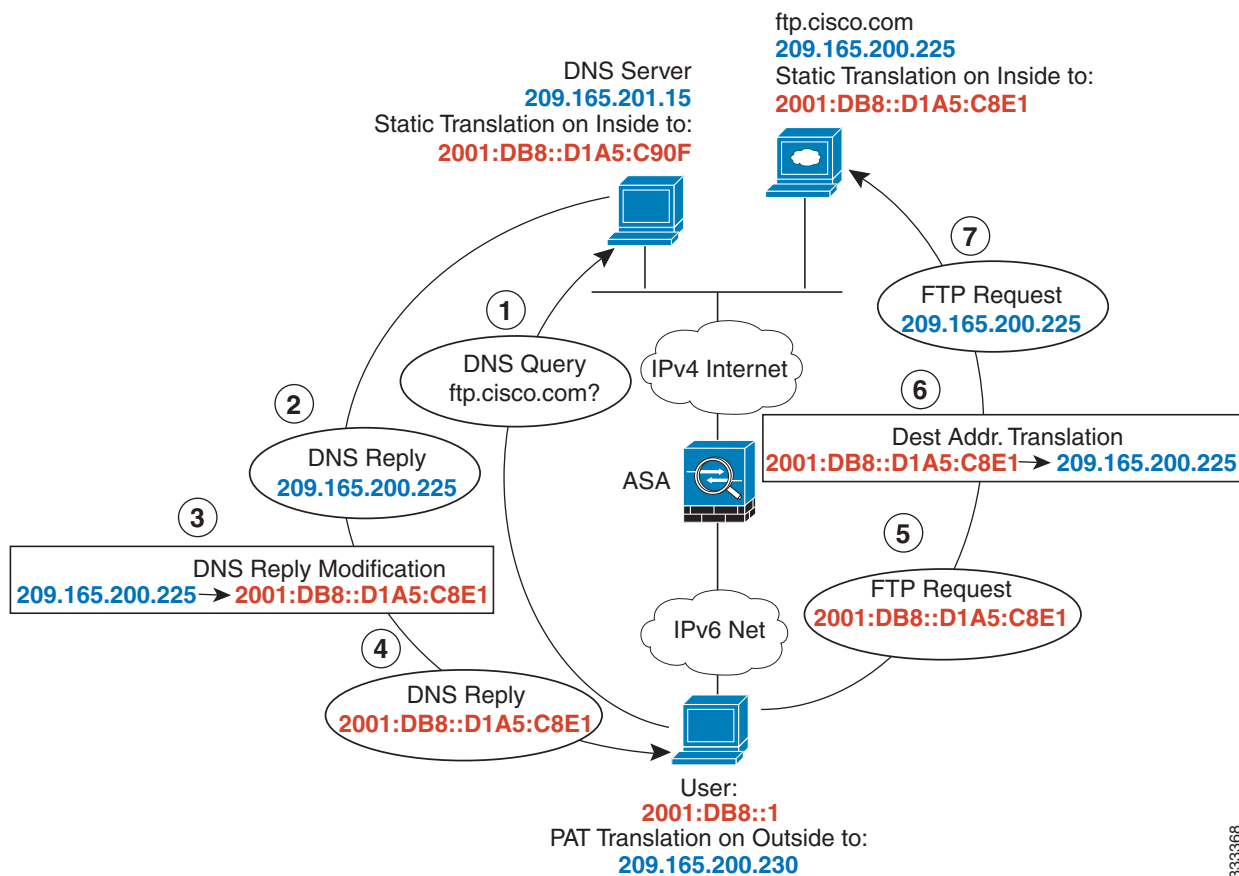 ftp.cisco.com
209.165.200.225
Static Translation on Inside to:
2001:DB8::D1A5:C8E1
DNS Server
209.165.201.15
Static Translation on Inside to:
2001:DB8::D1A5:C90F
7
FTP Request
209.165.200.225
1
DNS Query
ftp.cisco.com?
IPv4 Internet
2
DNS Reply
209.165.200.225
6
Dest Addr. Translation
2001:DB8::D1A5:C8E1 → 209.165.200.225
ASA
3
DNS Reply Modification
209.165.200.225 → 2001:DB8::D1A5:C8E1
5
FTP Request
2001:DB8::D1A5:C8E1
IPv6 Net
4
DNS Reply
2001:DB8::D1A5:C8E1
User:
2001:DB8::1
PAT Translation on Outside to:
209.165.200.230
333368